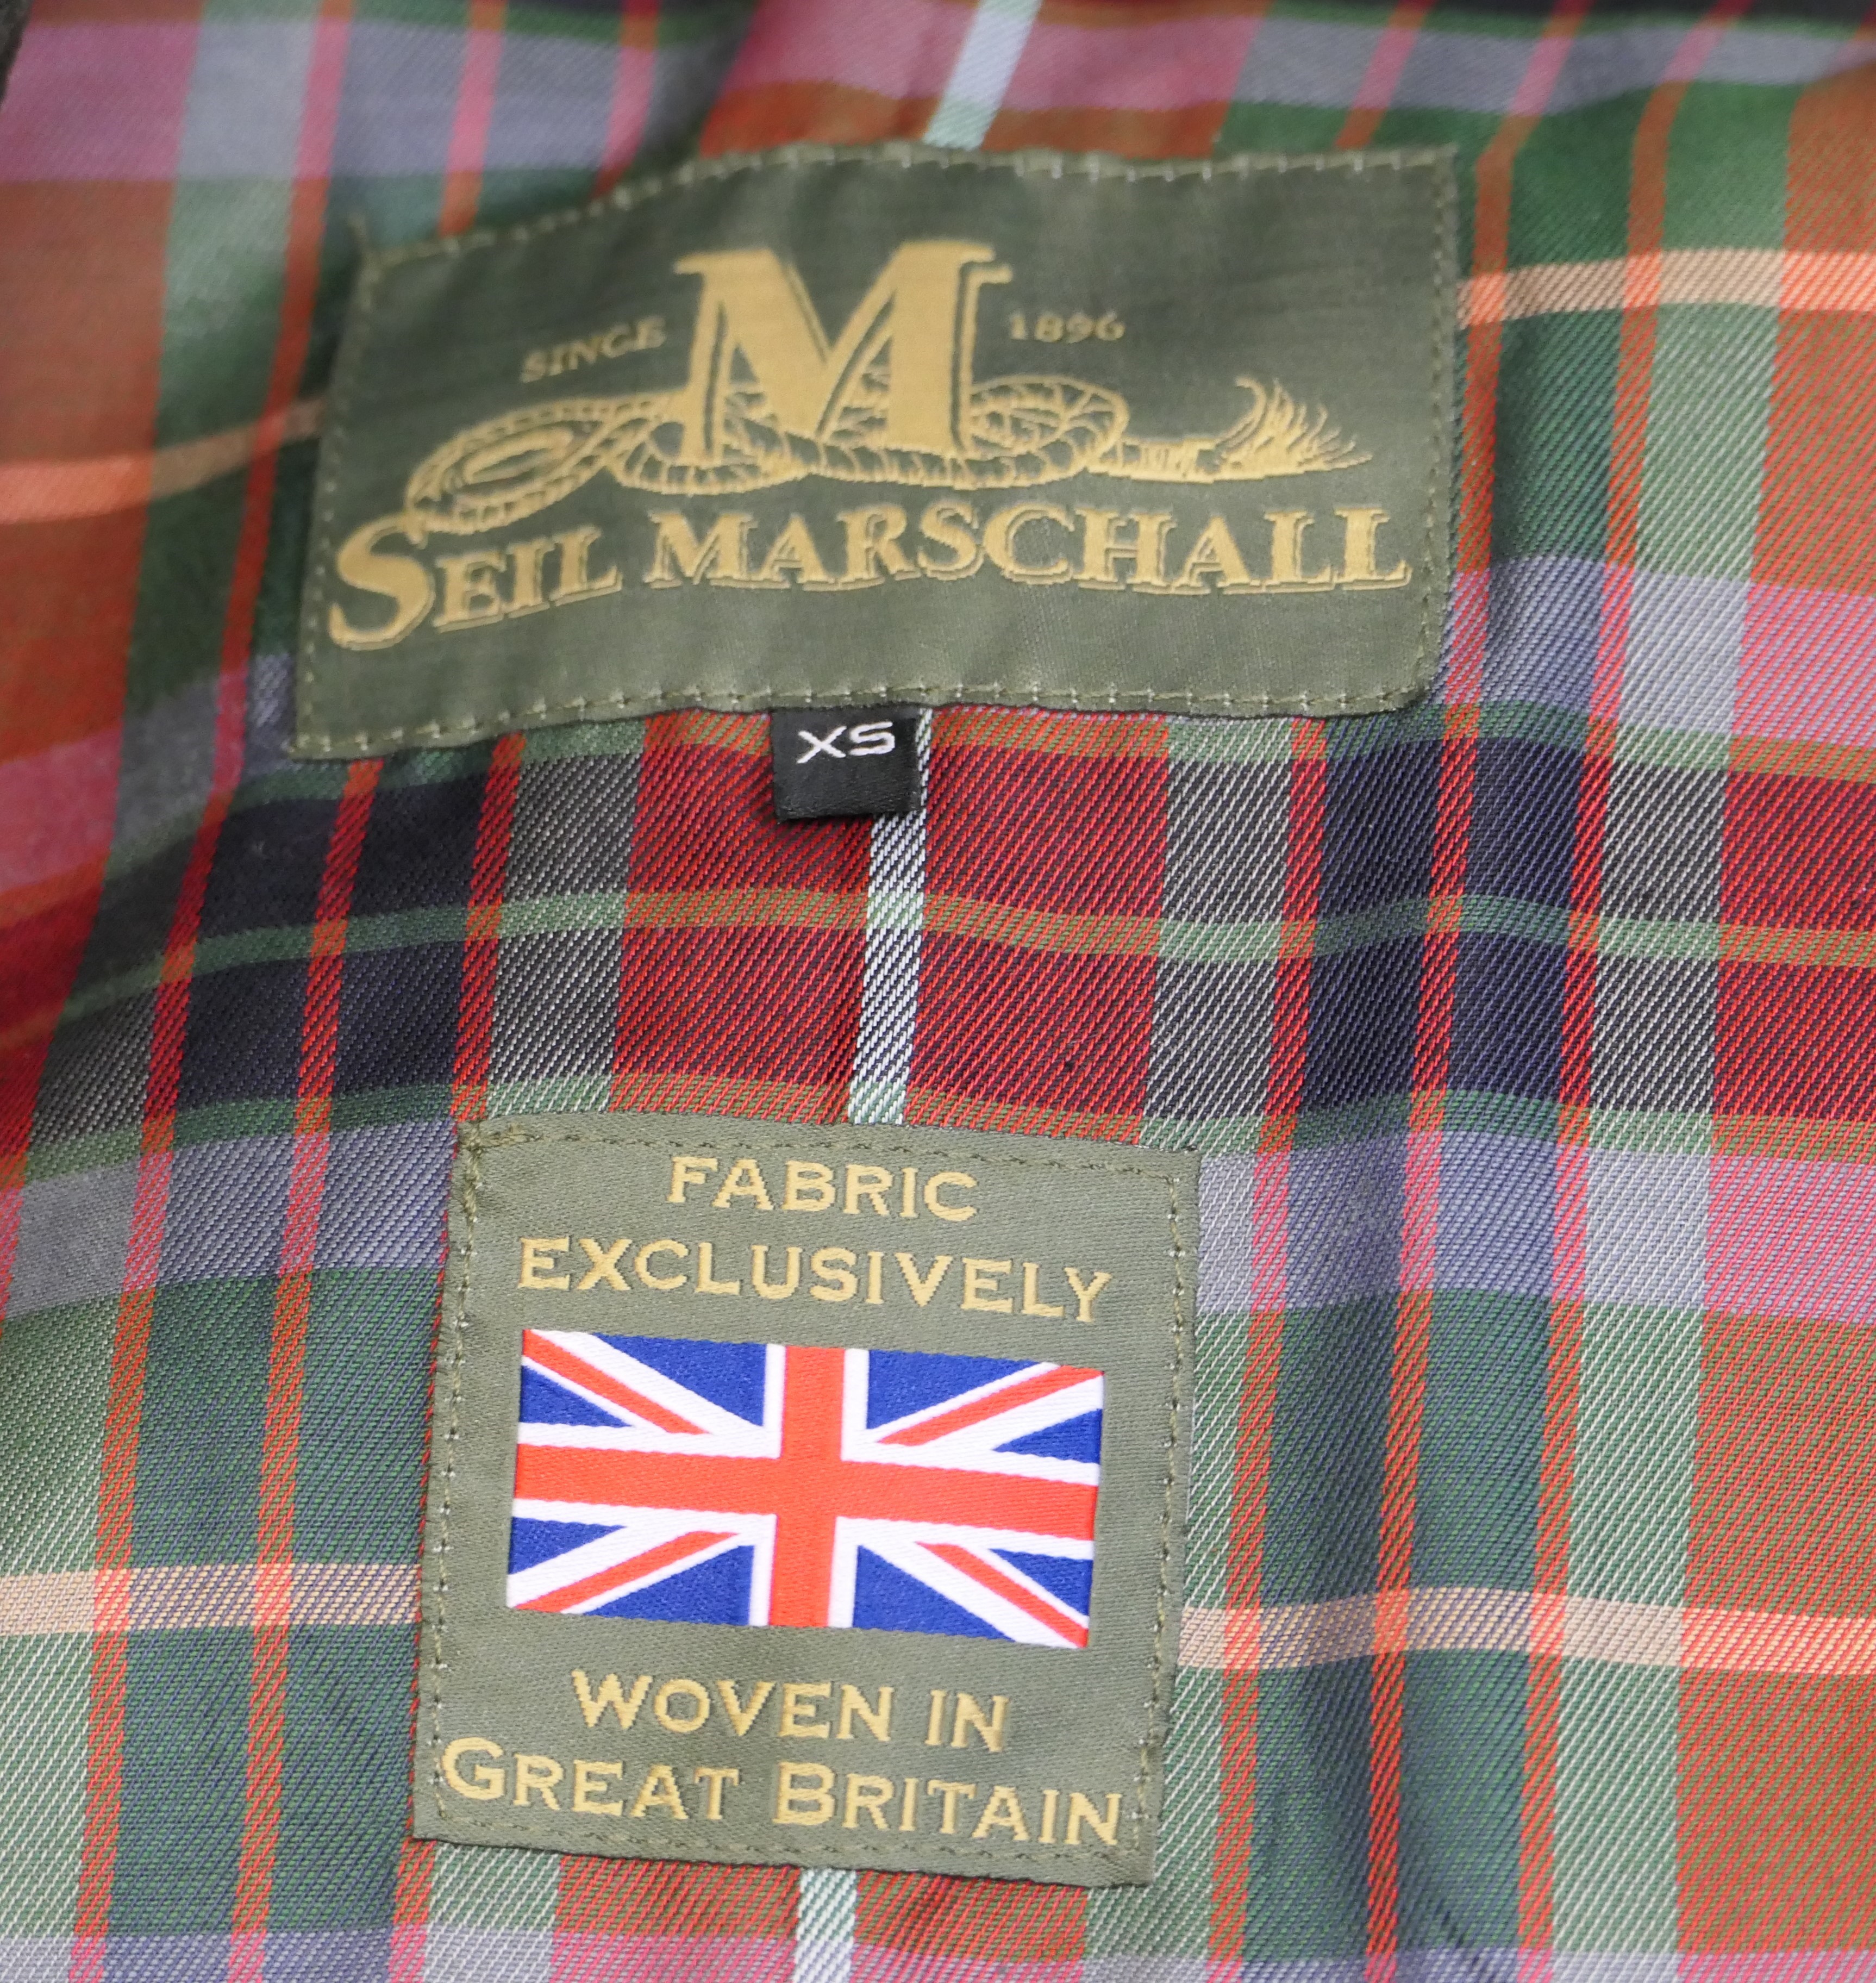 SINCE M 1896
SEIL MARSCHALL
XS
FABRIC
EXCLUSIVELY
WOVEN IN
GREAT BRITAIN